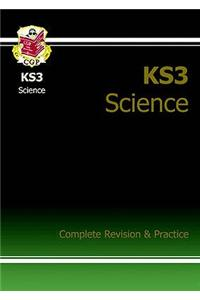 CGP
KS3
Science
KS3
Science
Complete Revision & Practice